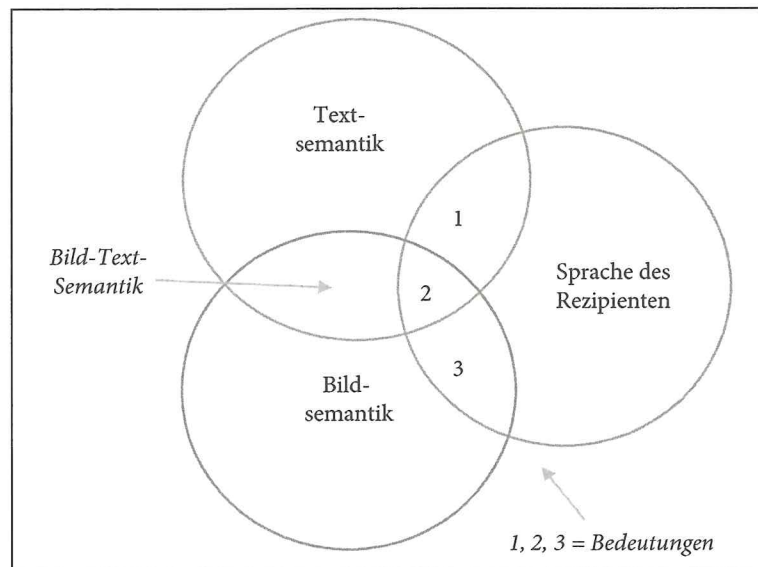 Text-
semantik
1
Bild-Text-
Semantik
2
Sprache des
Rezipienten
3
Bild-
semantik
1, 2, 3 = Bedeutungen